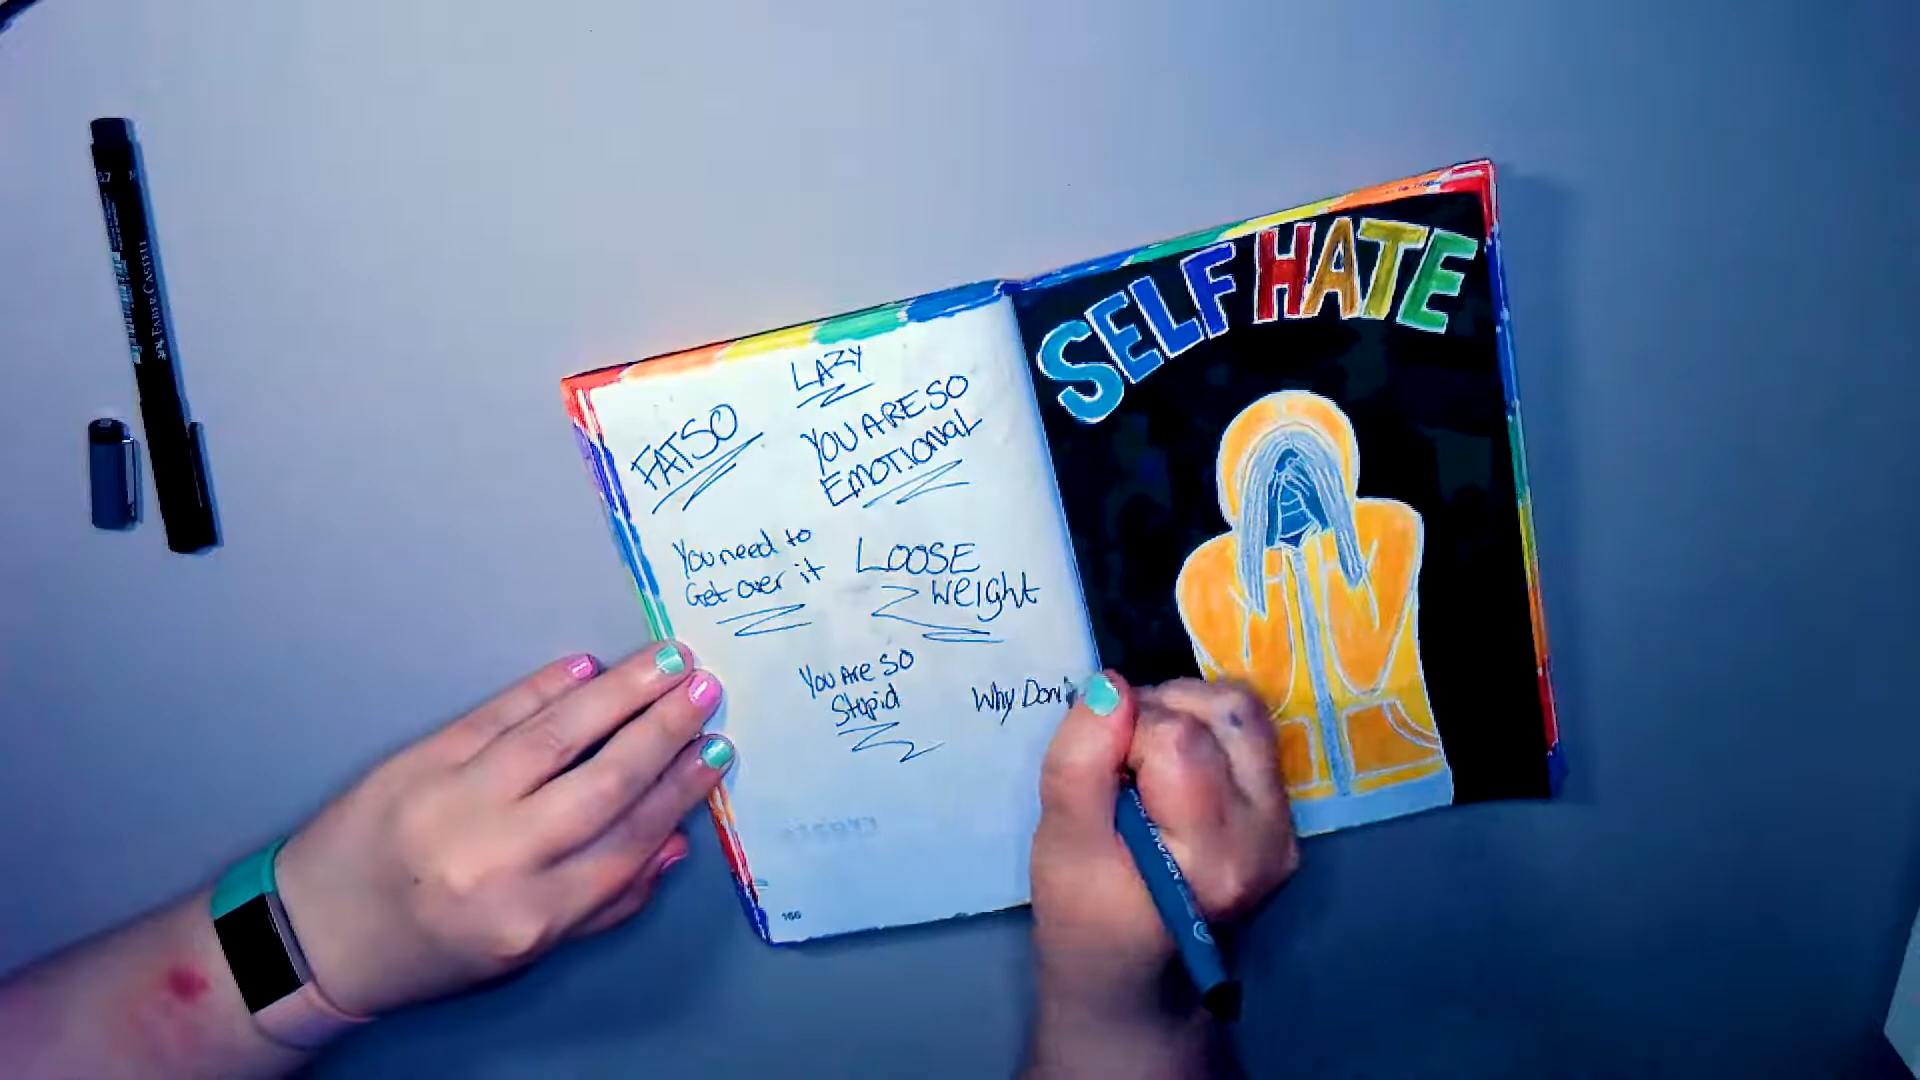 LAZY
FATSO
YOU ARE SO
EMOTIONAL
You need to
Get over it
LOOSE
weight
You Are so
Stupid
Why Don
166
SELF HATE
FABER CASTELL